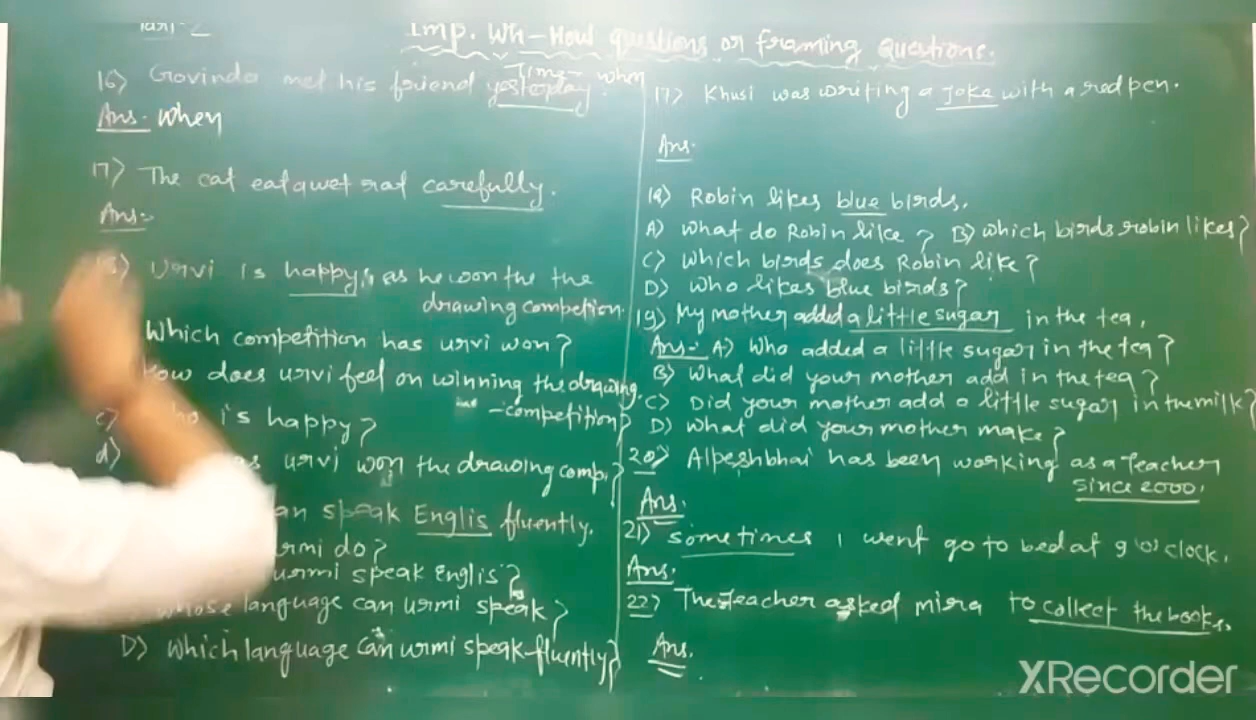 Part-2
Imp. Wh-How questions or framing Questions.
Time - when
16) Govinda met his friend yesterday.
Ans. when
17) The cat eat qwet rat carefully.
Ans:-
Urvi is happy, as he won the the
drawing competion.
Which competition has urvi won?
How does urvi feel on winning the drawing
-competition?
c) is happy?
d) urvi won the drawing comp.?
speak Englis fluently.
do?
urmi speak Englis?
whose language can urmi speak?
D) which language can urmi speak fluently?
17) Khusi was writing a joke with a red pen.
Ans.
18) Robin likes blue birds.
A) What do Robin like? B) which birds robin likes?
C) Which birds does Robin like?
D) Who likes blue birds?
19) My mother added a little sugar in the tea.
Ans:- A) Who added a little sugar in the tea?
B) What did your mother add in the tea?
C) Did your mother add a little sugar in the milk?
D) What did your mother make?
20) Alpeshbhai has been working as a Teacher
since 2000.
Ans.
21) sometimes I went go to bed at 9 'o' clock.
Ans.
22) The Teacher asked mira to collect the books.
Ans.
XRecorder